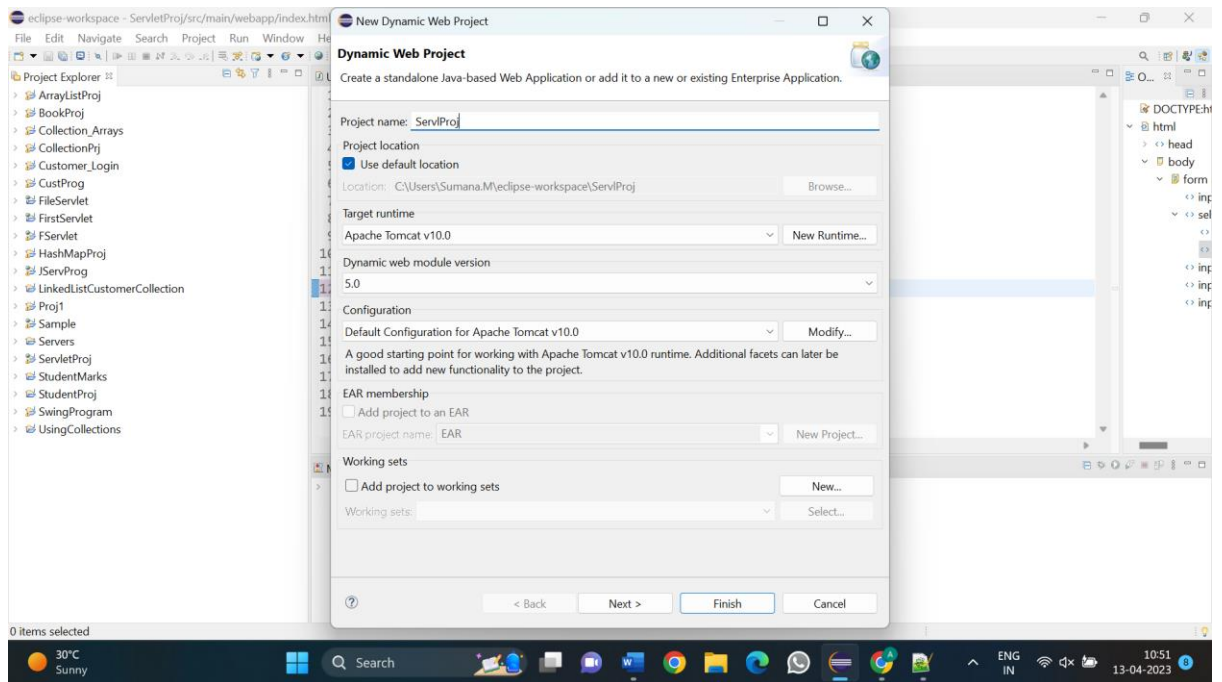 eclipse-workspace - ServletProj/src/main/webapp/index.html
File Edit Navigate Search Project Run Window He
Project Explorer
ArrayListProj
BookProj
Collection_Arrays
CollectionPrj
Customer_Login
CustProg
FileServlet
FirstServlet
FServlet
HashMapProj
JServProg
LinkedListCustomerCollection
Proj1
Sample
Servers
ServletProj
StudentMarks
StudentProj
SwingProgram
UsingCollections
0 items selected
New Dynamic Web Project
Dynamic Web Project
Create a standalone Java-based Web Application or add it to a new or existing Enterprise Application.
Project name: ServlProj
Project location
Use default location
Location: C:\Users\Sumana.M\eclipse-workspace\ServlProj Browse...
Target runtime
Apache Tomcat v10.0 New Runtime...
Dynamic web module version
5.0
Configuration
Default Configuration for Apache Tomcat v10.0 Modify...
A good starting point for working with Apache Tomcat v10.0 runtime. Additional facets can later be
installed to add new functionality to the project.
EAR membership
Add project to an EAR
EAR project name: EAR New Project...
Working sets
Add project to working sets New...
Working sets: Select...
< Back Next > Finish Cancel
O...
DOCTYPE:ht
html
head
body
form
inp
sel
inp
inp
inp
30°C
Sunny
Search
ENG
IN
10:51
13-04-2023
8